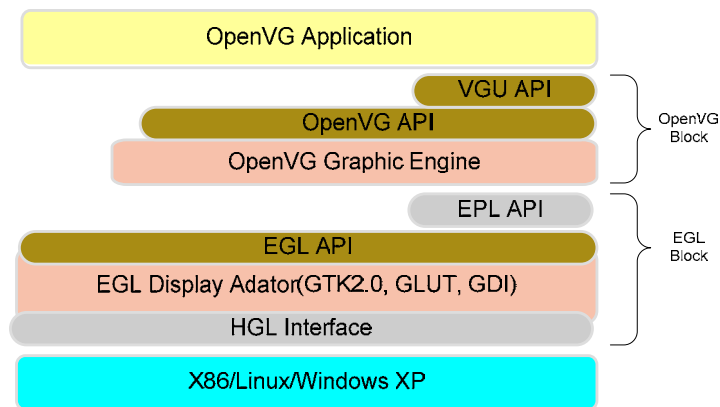 OpenVG Application
VGU API
OpenVG API
OpenVG Graphic Engine
OpenVG
Block
EPL API
EGL API
EGL Display Adator(GTK2.0, GLUT, GDI)
HGL Interface
EGL
Block
X86/Linux/Windows XP